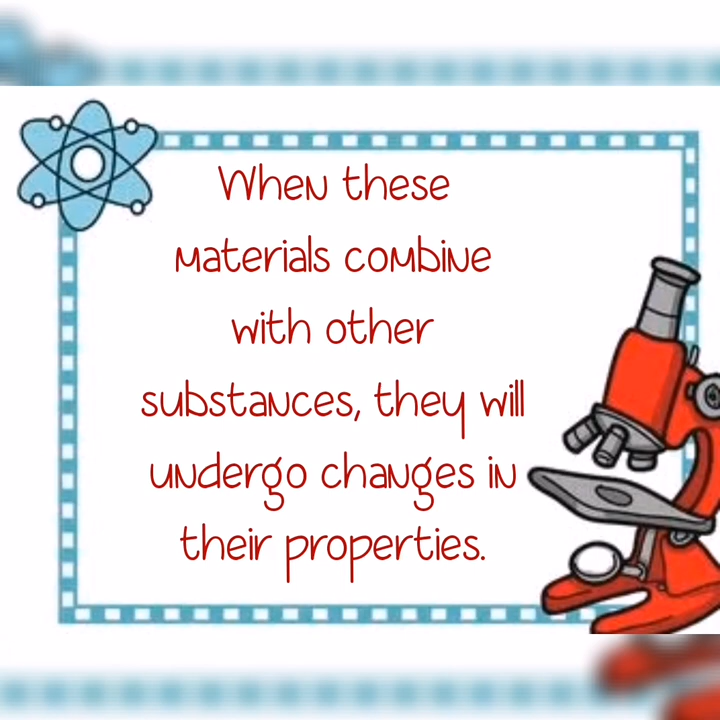 When these
materials combine
with other
substances, they will
undergo changes in
their properties.